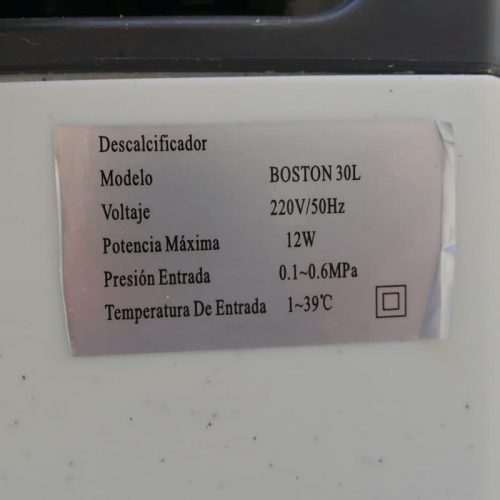 Descalcificador
Modelo BOSTON 30L
Voltaje 220V/50Hz
Potencia Máxima 12W
Presión Entrada 0.1~0.6MPa
Temperatura De Entrada 1~39℃